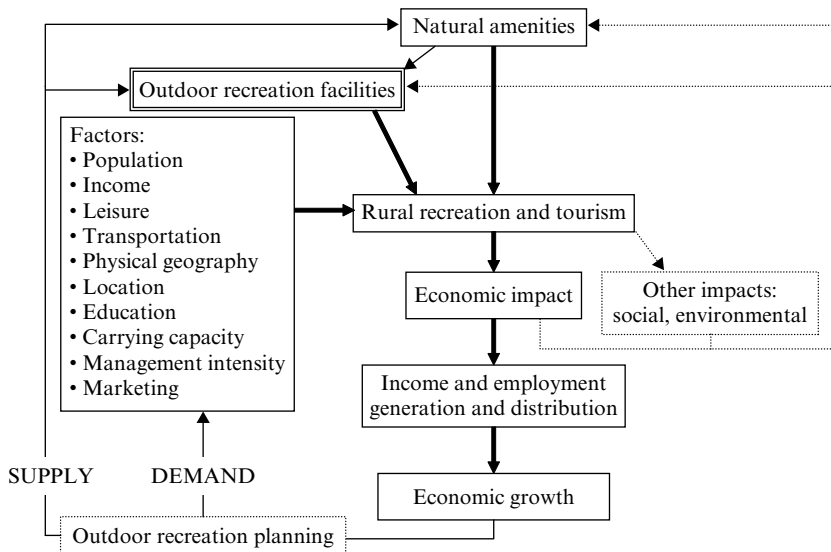 Natural amenities
Outdoor recreation facilities
Factors:
• Population
• Income
• Leisure
• Transportation
• Physical geography
• Location
• Education
• Carrying capacity
• Management intensity
• Marketing
Rural recreation and tourism
Economic impact
Other impacts:
social, environmental
Income and employment
generation and distribution
SUPPLY
DEMAND
Economic growth
Outdoor recreation planning